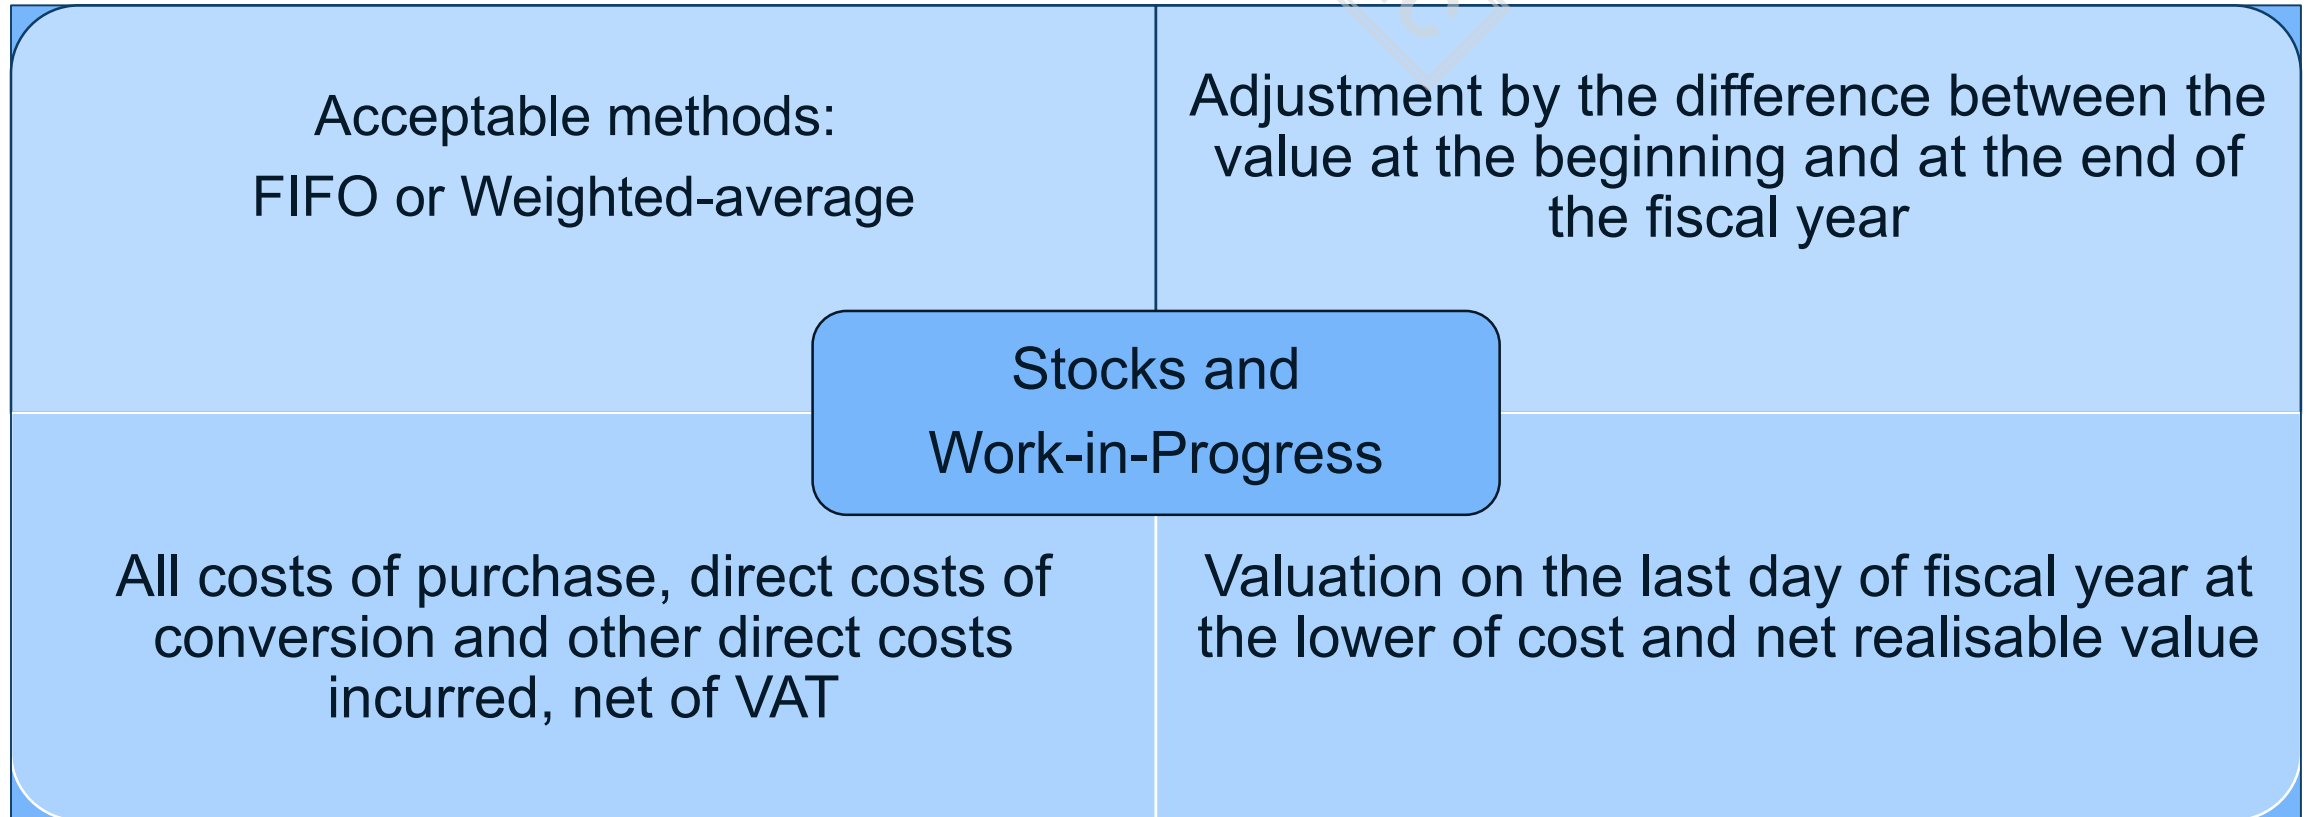 Acceptable methods:
FIFO or Weighted-average
Adjustment by the difference between the
value at the beginning and at the end of
the fiscal year
Stocks and
Work-in-Progress
All costs of purchase, direct costs of
conversion and other direct costs
incurred, net of VAT
Valuation on the last day of fiscal year at
the lower of cost and net realisable value